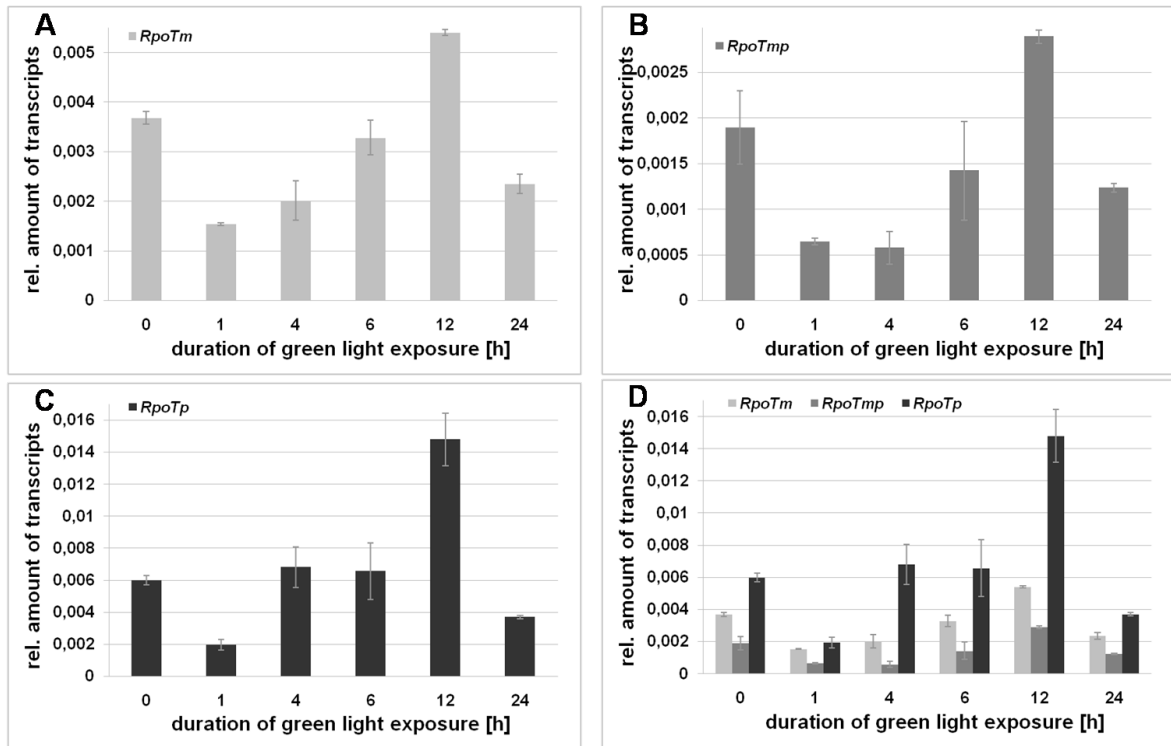 A
RpoTm
rel. amount of transcripts
0,005
0,004
0,003
0,002
0,001
0
0 1 4 6 12 24
duration of green light exposure [h]
B
RpoTmp
rel. amount of transcripts
0,0025
0,002
0,0015
0,001
0,0005
0
0 1 4 6 12 24
duration of green light exposure [h]
C
RpoTp
rel. amount of transcripts
0,016
0,014
0,012
0,01
0,008
0,006
0,004
0,002
0
0 1 4 6 12 24
duration of green light exposure [h]
D
RpoTm RpoTmp RpoTp
rel. amount of transcripts
0,016
0,014
0,012
0,01
0,008
0,006
0,004
0,002
0
0 1 4 6 12 24
duration of green light exposure [h]